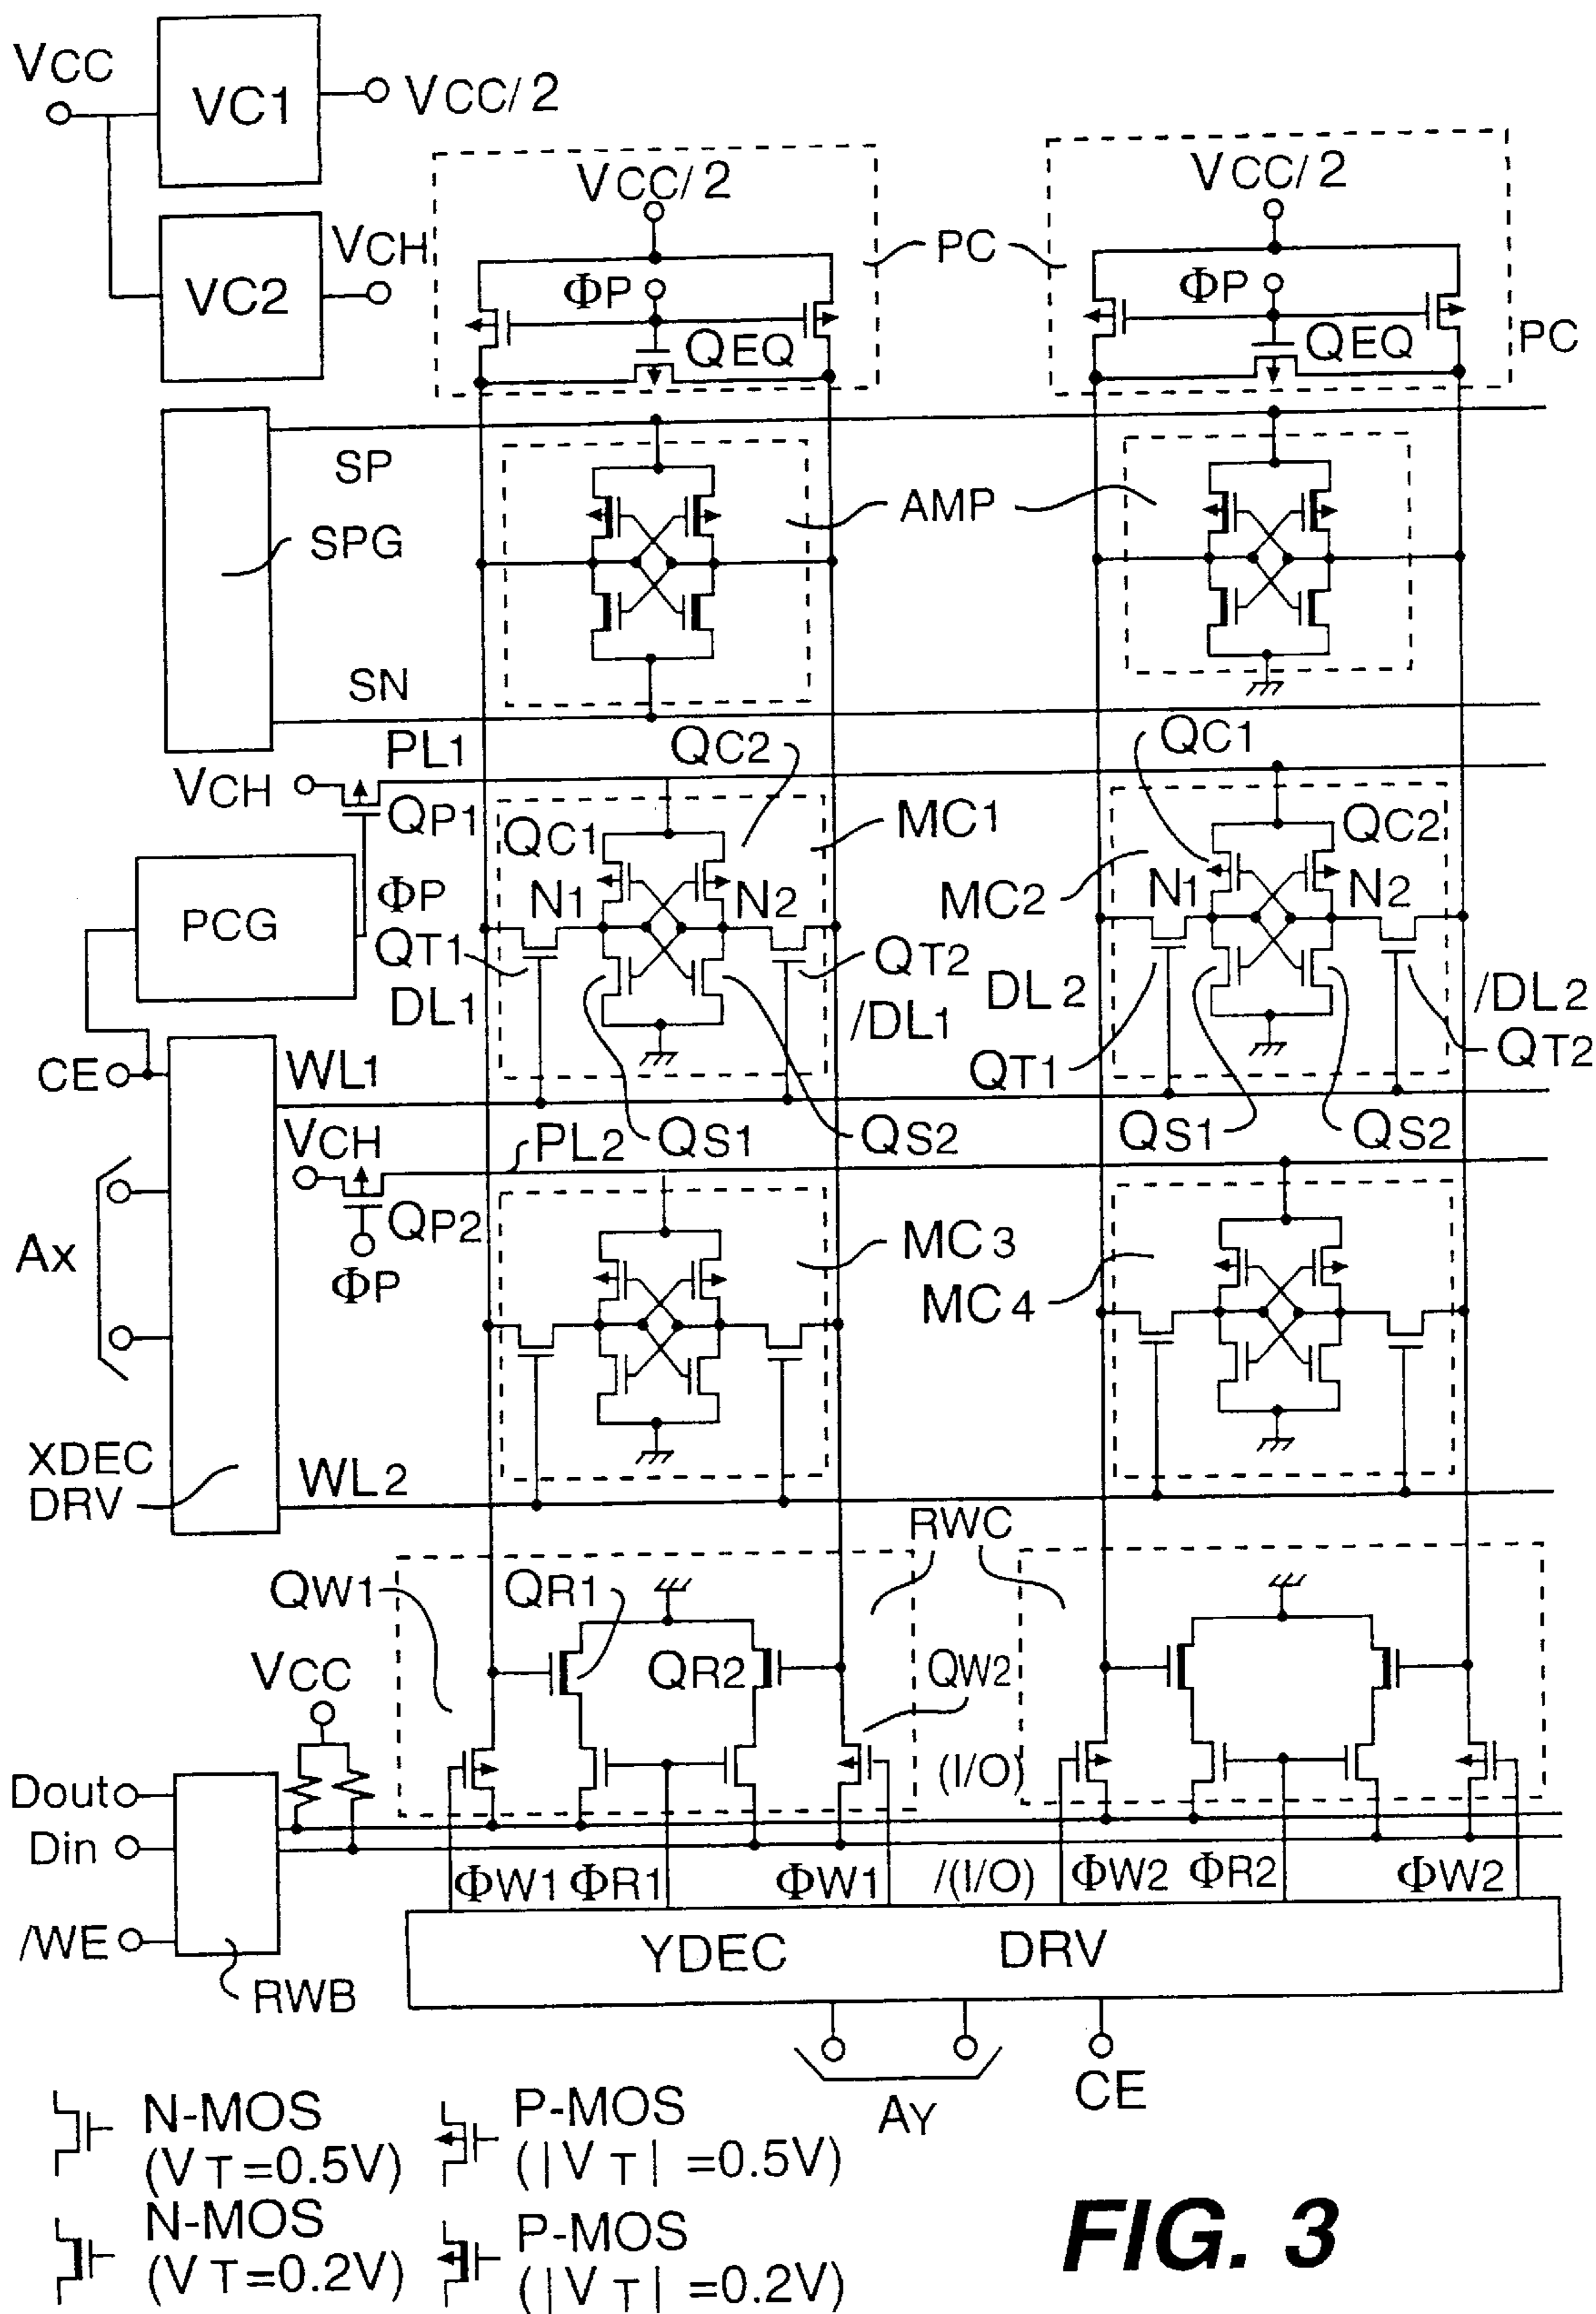 VCC
VC1
VCC/2
VC2
VCH
VCC/2
ΦP
QEQ
PC
VCC/2
ΦP
QEQ
PC
SP
SPG
SN
AMP
VCH
PL1
QP1
QC2
QC1
QC1
MC1
QC2
PCG
ΦP
N1
N2
MC2
N1
N2
QT1
DL1
QT2
/DL1
DL2
/DL2
QT1
QT2
CE
WL1
QS1
QS2
QS1
QS2
VCH
PL2
QP2
ΦP
Ax
MC3
MC4
XDEC
DRV
WL2
RWC
QW1
QR1
QR2
QW2
VCC
Dout
Din
/WE
RWB
(I/O)
/(I/O)
ΦW1
ΦR1
ΦW1
ΦW2
ΦR2
ΦW2
YDEC DRV
AY
CE
N-MOS
(VT=0.5V)
P-MOS
(|VT| =0.5V)
N-MOS
(VT=0.2V)
P-MOS
(|VT| =0.2V)
FIG. 3